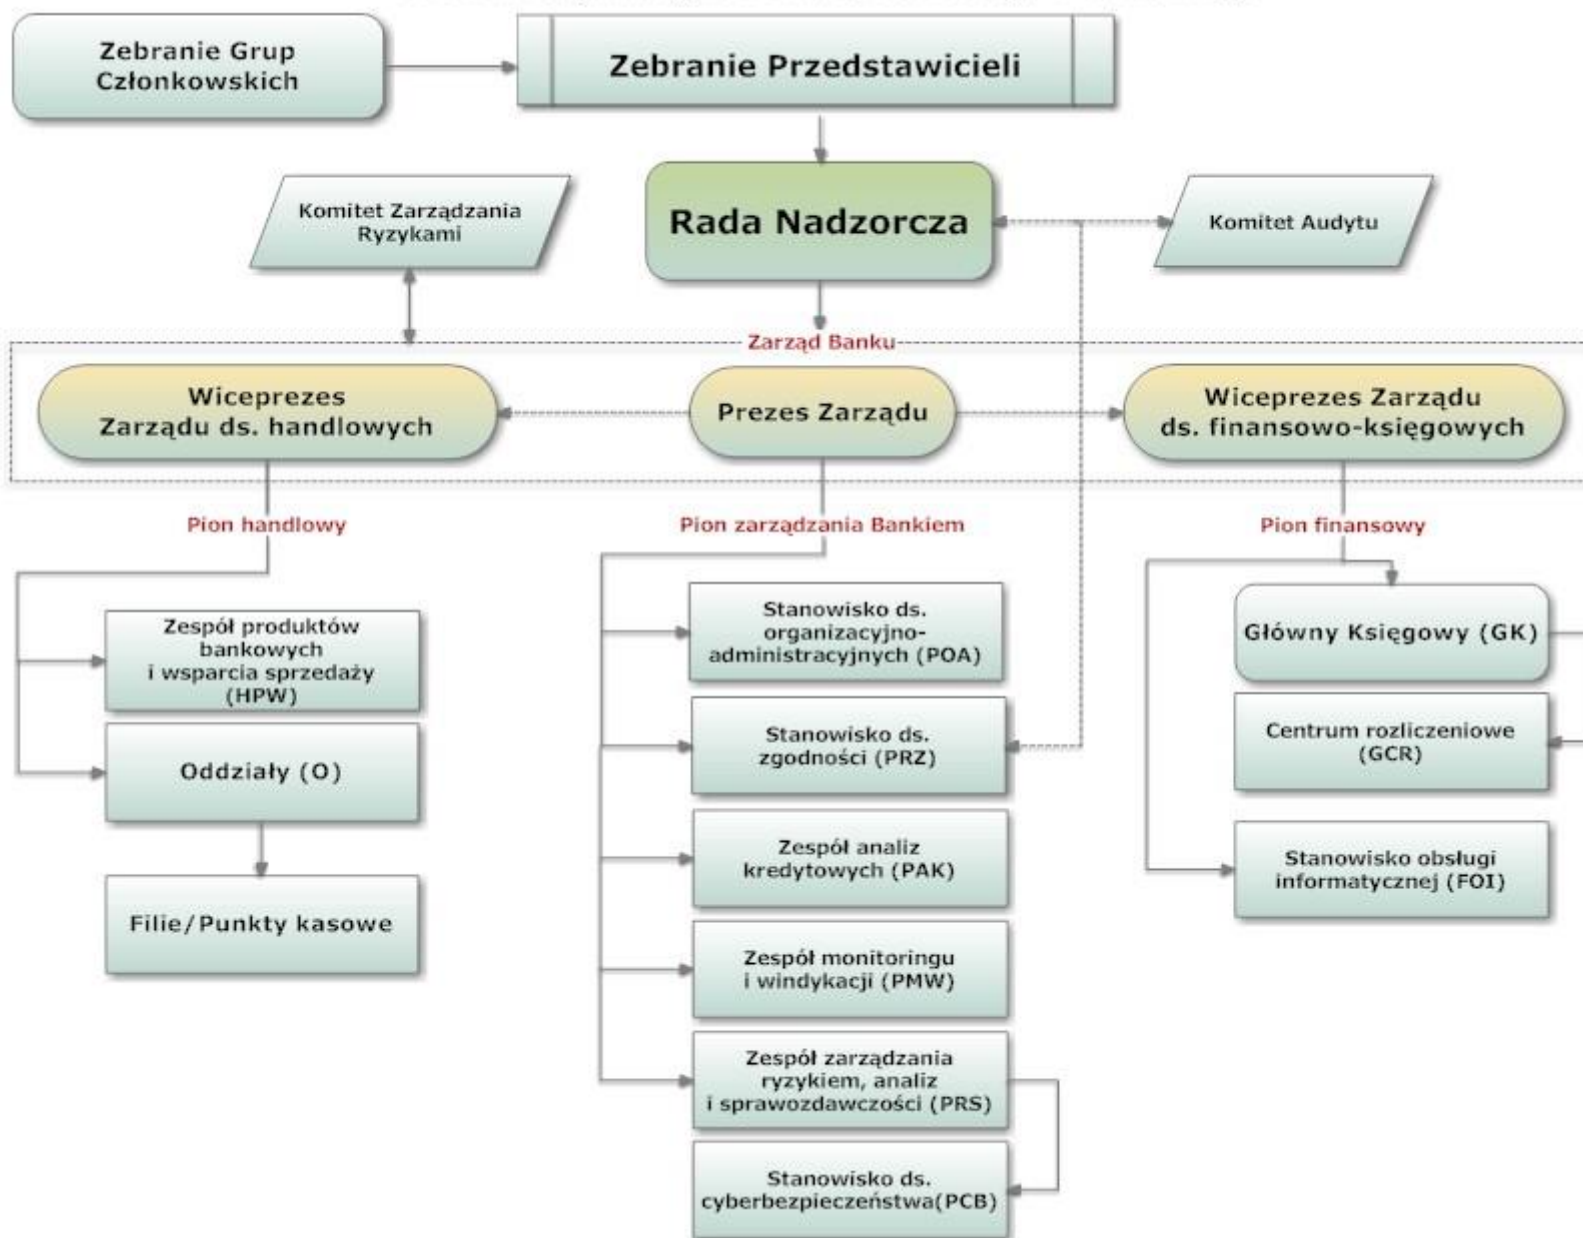 Zebranie Grup
Członkowskich
Zebranie Przedstawicieli
Komitet Zarządzania
Ryzykami
Rada Nadzorcza
Komitet Audytu
Zarząd Banku
Wiceprezes
Zarządu ds. handlowych
Prezes Zarządu
Wiceprezes Zarządu
ds. finansowo-księgowych
Pion handlowy
Zespół produktów
bankowych
i wsparcia sprzedaży
(HPW)
Oddziały (O)
Filie/Punkty kasowe
Pion zarządzania Bankiem
Stanowisko ds.
organizacyjno-
administracyjnych (POA)
Stanowisko ds.
zgodności (PRZ)
Zespół analiz
kredytowych (PAK)
Zespół monitoringu
i windykacji (PMW)
Zespół zarządzania
ryzykiem, analiz
i sprawozdawczości (PRS)
Stanowisko ds.
cyberbezpieczeństwa(PCB)
Pion finansowy
Główny Księgowy (GK)
Centrum rozliczeniowe
(GCR)
Stanowisko obsługi
informatycznej (FOI)